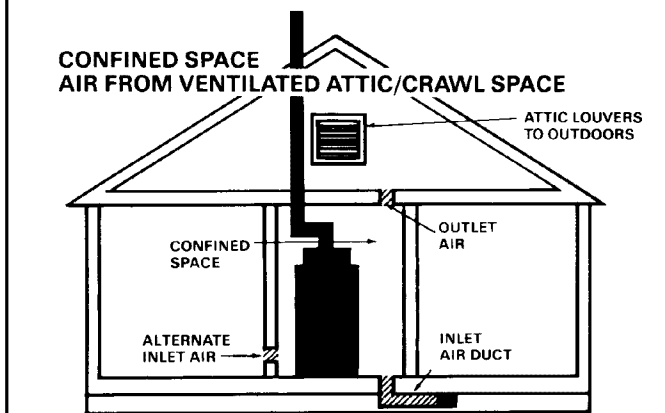 CONFINED SPACE
AIR FROM VENTILATED ATTIC/CRAWL SPACE
ATTIC LOUVERS
TO OUTDOORS
OUTLET
AIR
CONFINED
SPACE
ALTERNATE
INLET AIR
INLET
AIR DUCT